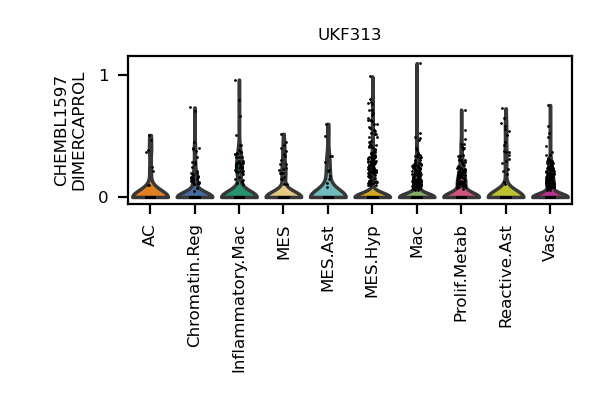 UKF313
CHEMBL1597
DIMERCAPROL
1
0
AC
Chromatin.Reg
Inflammatory.Mac
MES
MES.Ast
MES.Hyp
Mac
Prolif.Metab
Reactive.Ast
Vasc